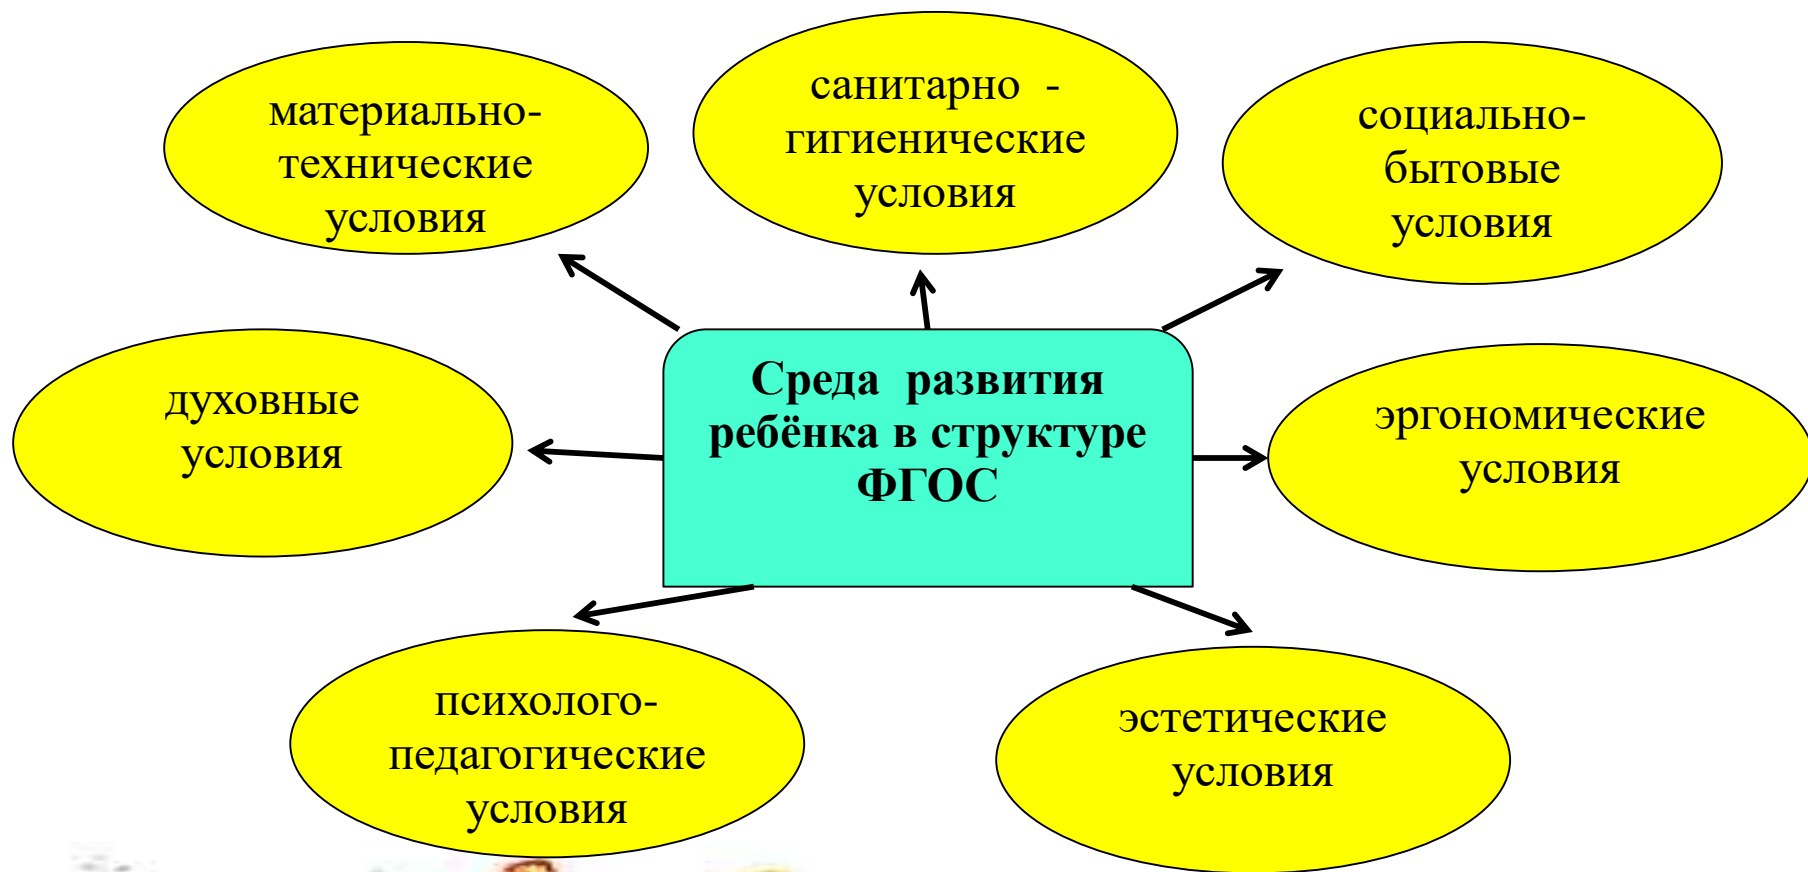 материально-
технические
условия
санитарно  -
гигиенические
условия
социально-
бытовые
условия
духовные
условия
Среда  развития
ребёнка в структуре
ФГОС
эргономические
условия
психолого-
педагогические
условия
эстетические
условия